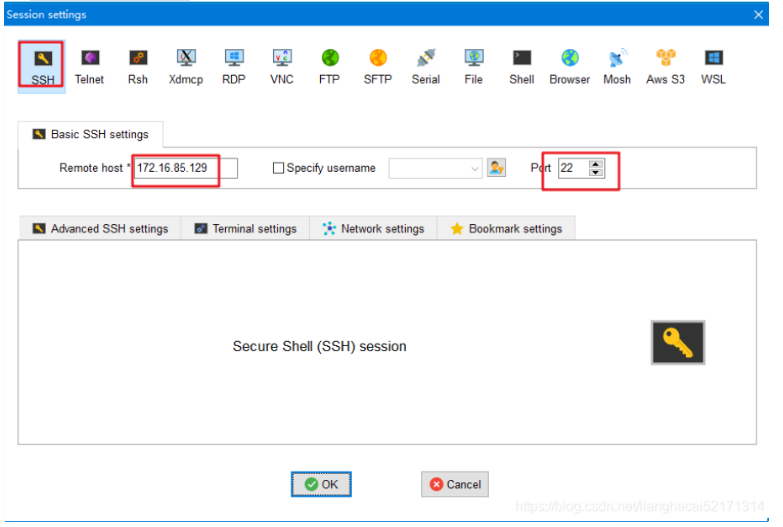 Session settings
SSH Telnet Rsh Xdmcp RDP VNC FTP SFTP Serial File Shell Browser Mosh Aws S3 WSL
Basic SSH settings
Remote host * 172.16.85.129 Specify username Port 22
Advanced SSH settings Terminal settings Network settings Bookmark settings
Secure Shell (SSH) session
OK Cancel
https://blog.csdn.net/lianghecai52171314